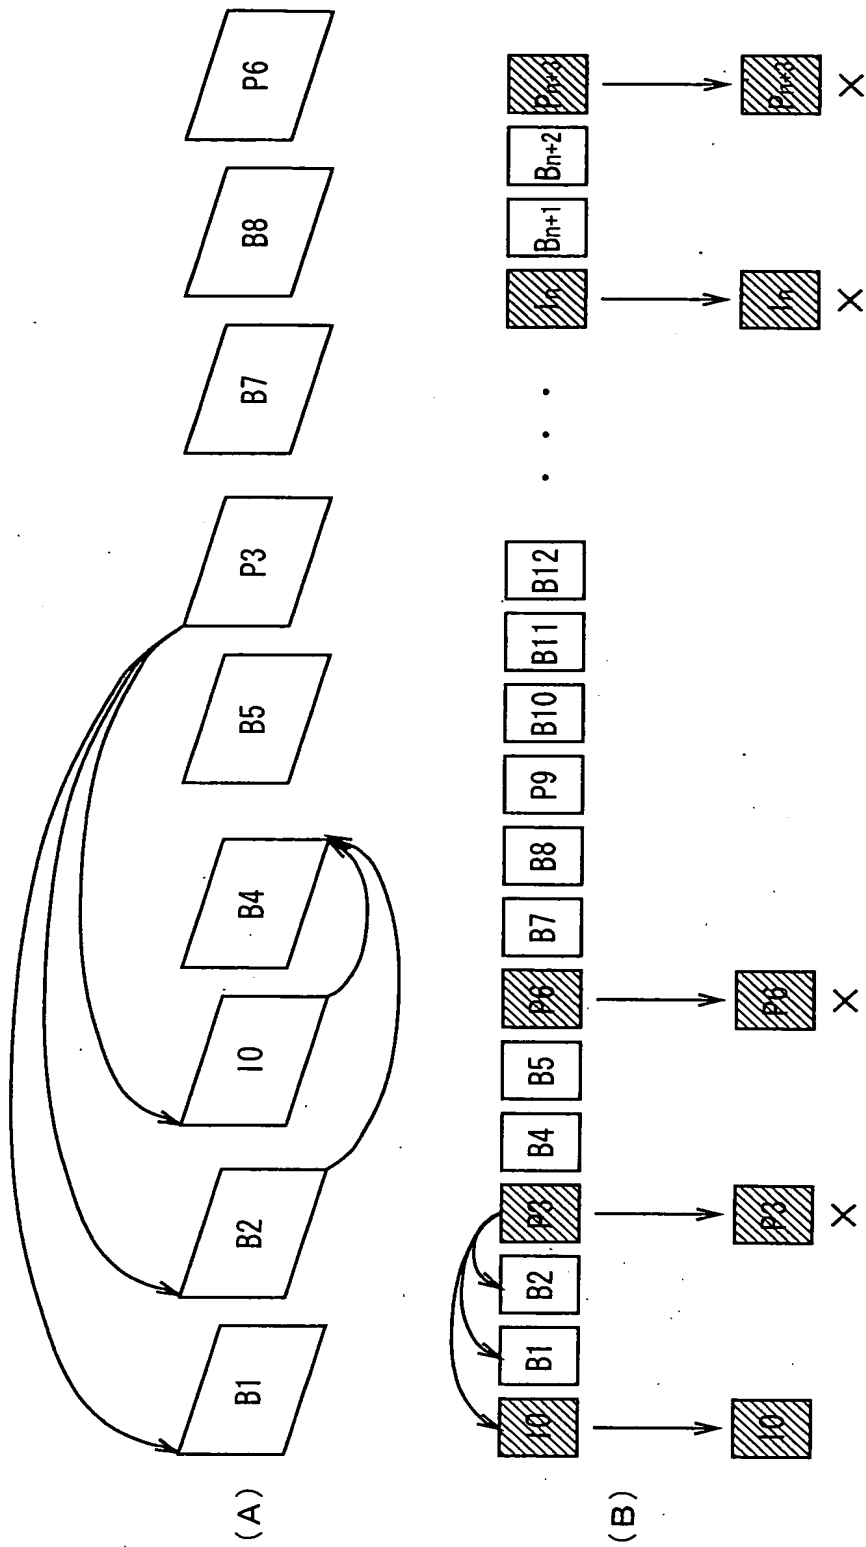 (A)
B1 B2 I0 B4 B5 P3 B7 B8 P6
(B)
I0 B1 B2 P3 B4 B5 P6 B7 B8 P9 B10 B11 B12 ・・・ In Bn+1 Bn+2 Pn+3
I0 P3 P6 In Pn+3
× × × ×